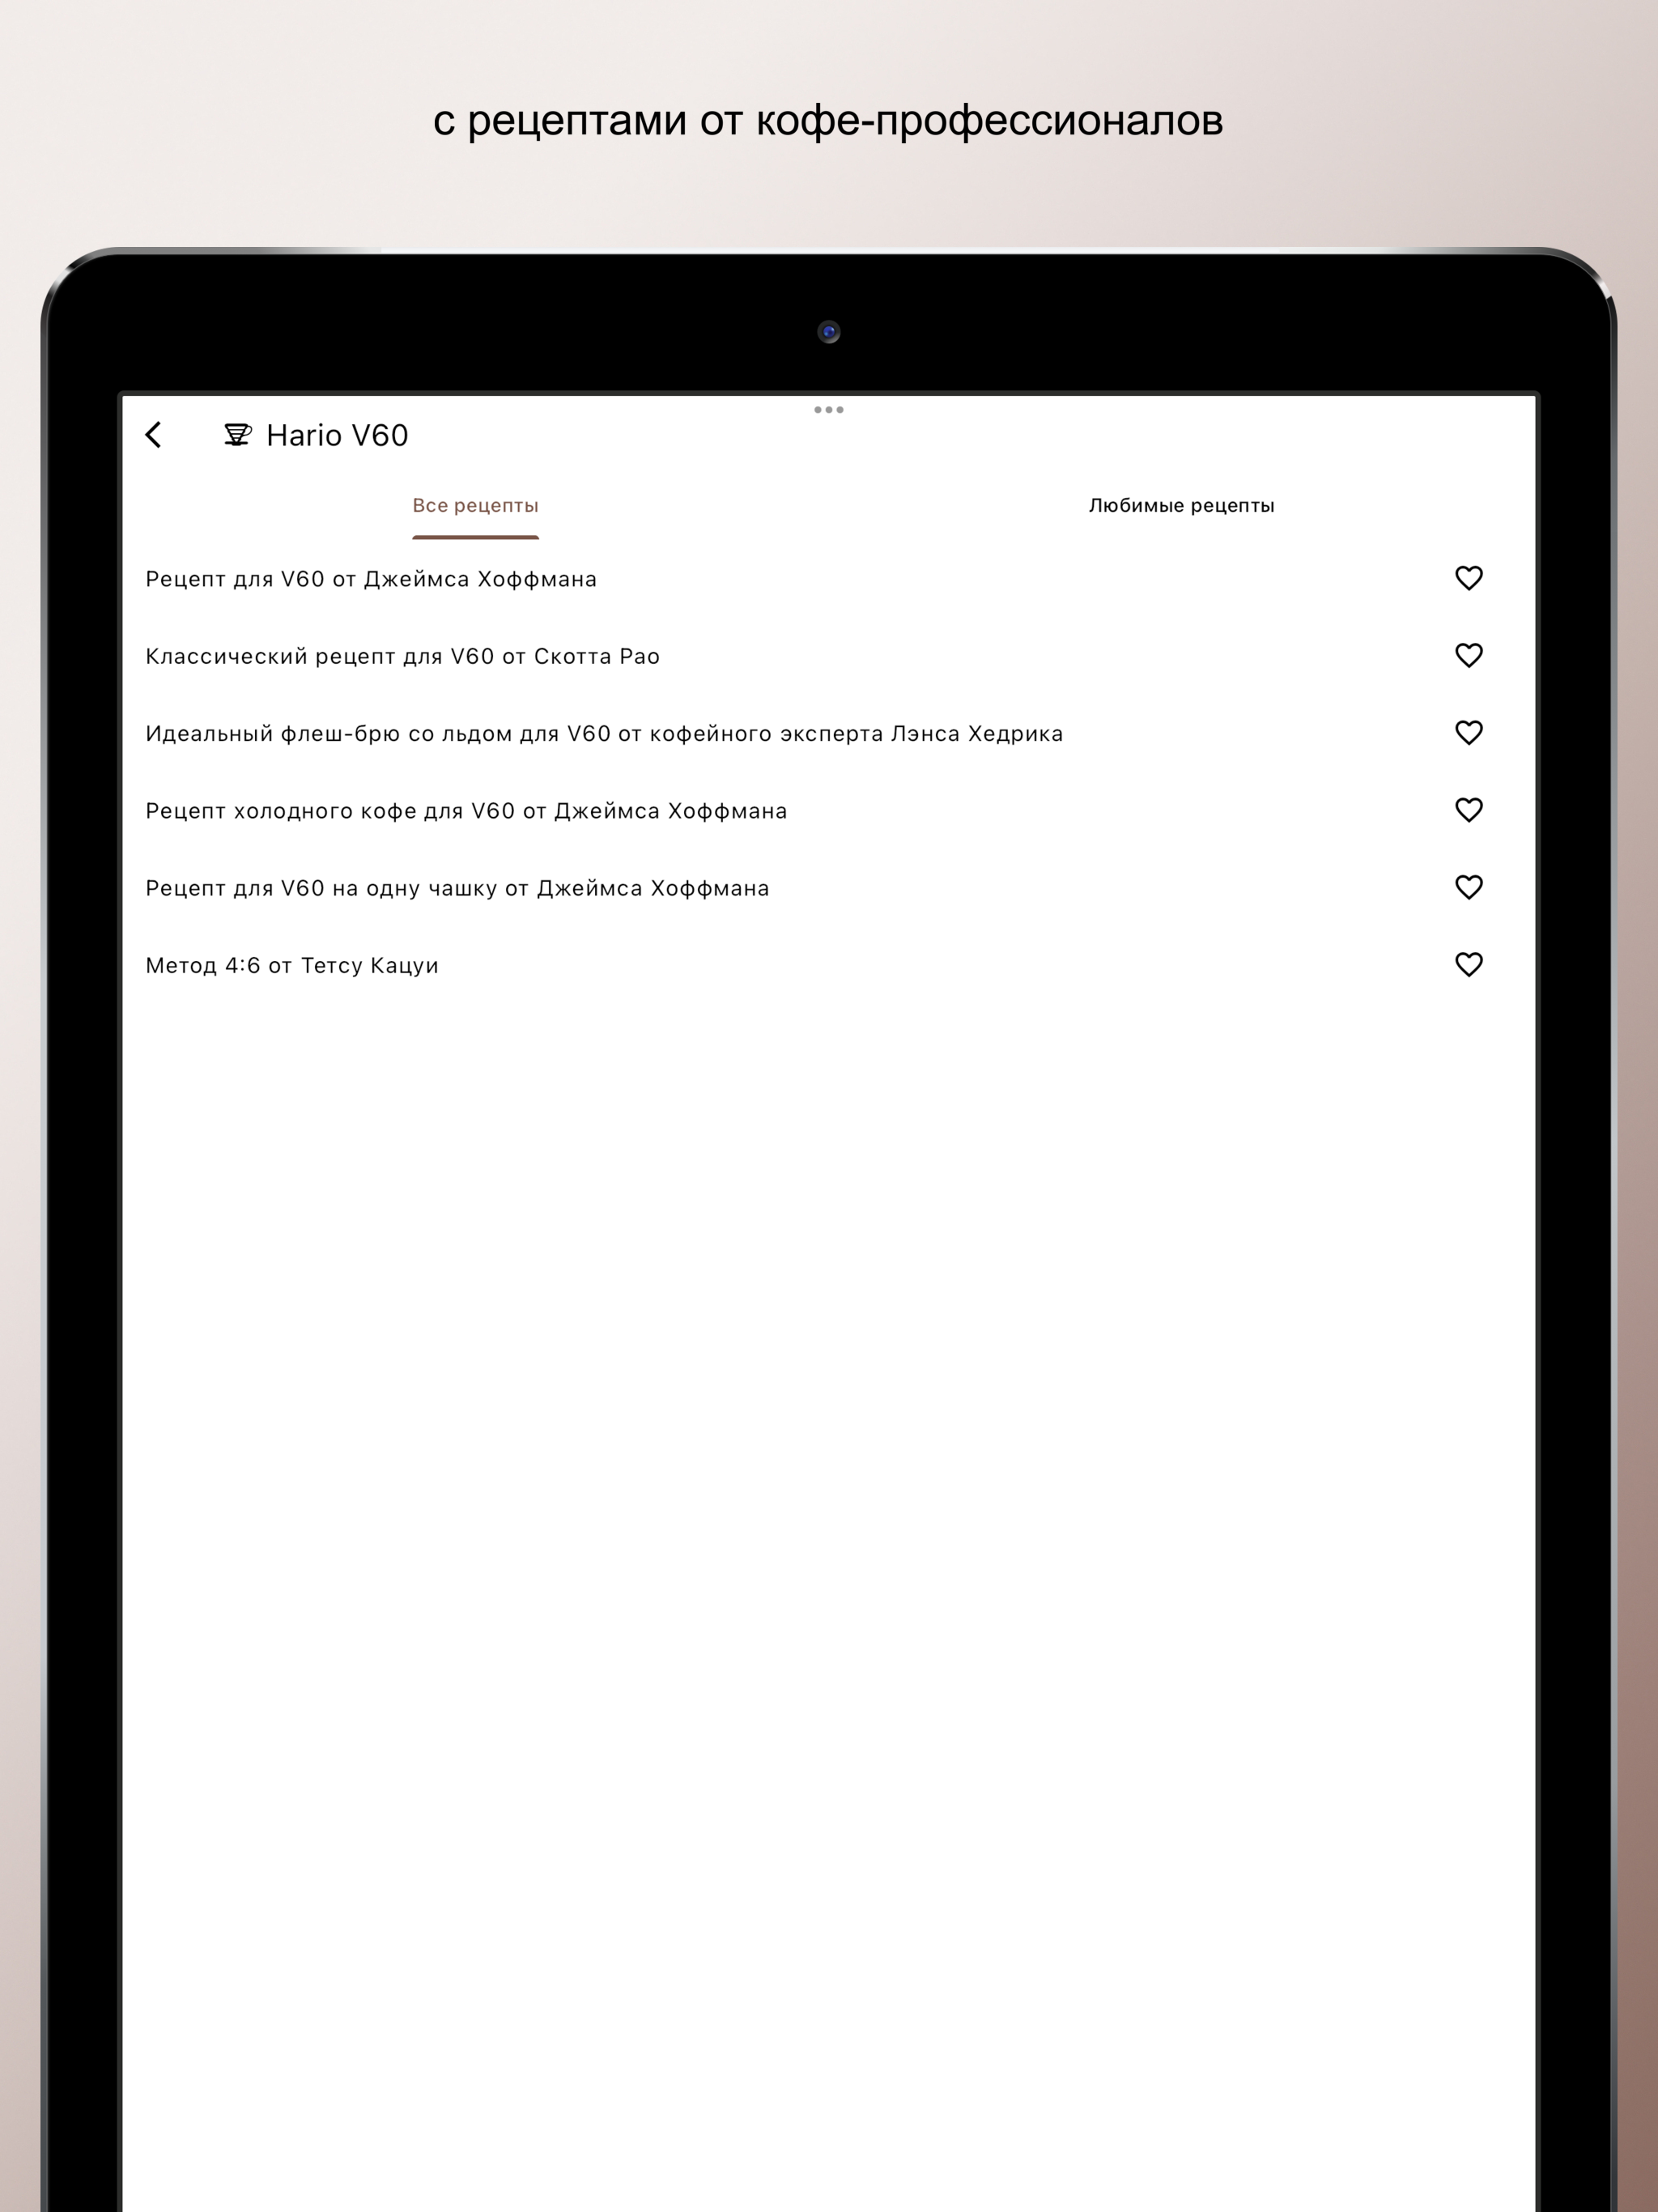 с рецептами от кофе-профессионалов
Hario V60
Все рецепты
Любимые рецепты
Рецепт для V60 от Джеймса Хоффмана
Классический рецепт для V60 от Скотта Рао
Идеальный флеш-брю со льдом для V60 от кофейного эксперта Лэнса Хедрика
Рецепт холодного кофе для V60 от Джеймса Хоффмана
Рецепт для V60 на одну чашку от Джеймса Хоффмана
Метод 4:6 от Тетсу Кацуи